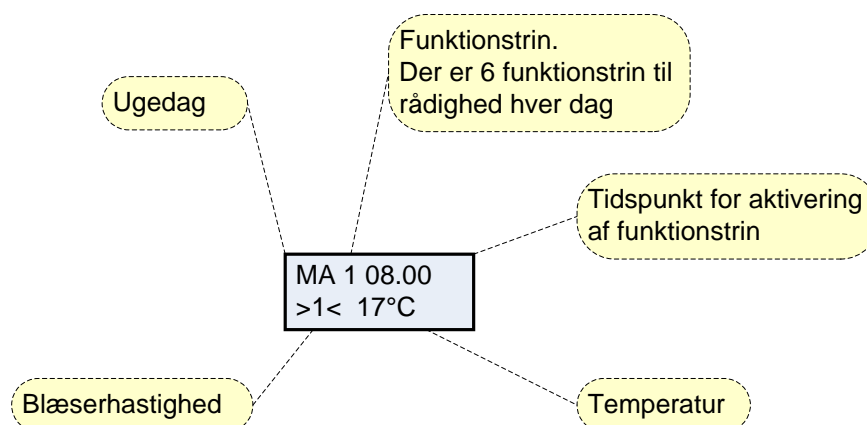 Funktionstrin.
Der er 6 funktionstrin til
rådighed hver dag
Ugedag
Tidspunkt for aktivering
af funktionstrin
MA 1 08.00
>1<  17°C
Blæserhastighed
Temperatur